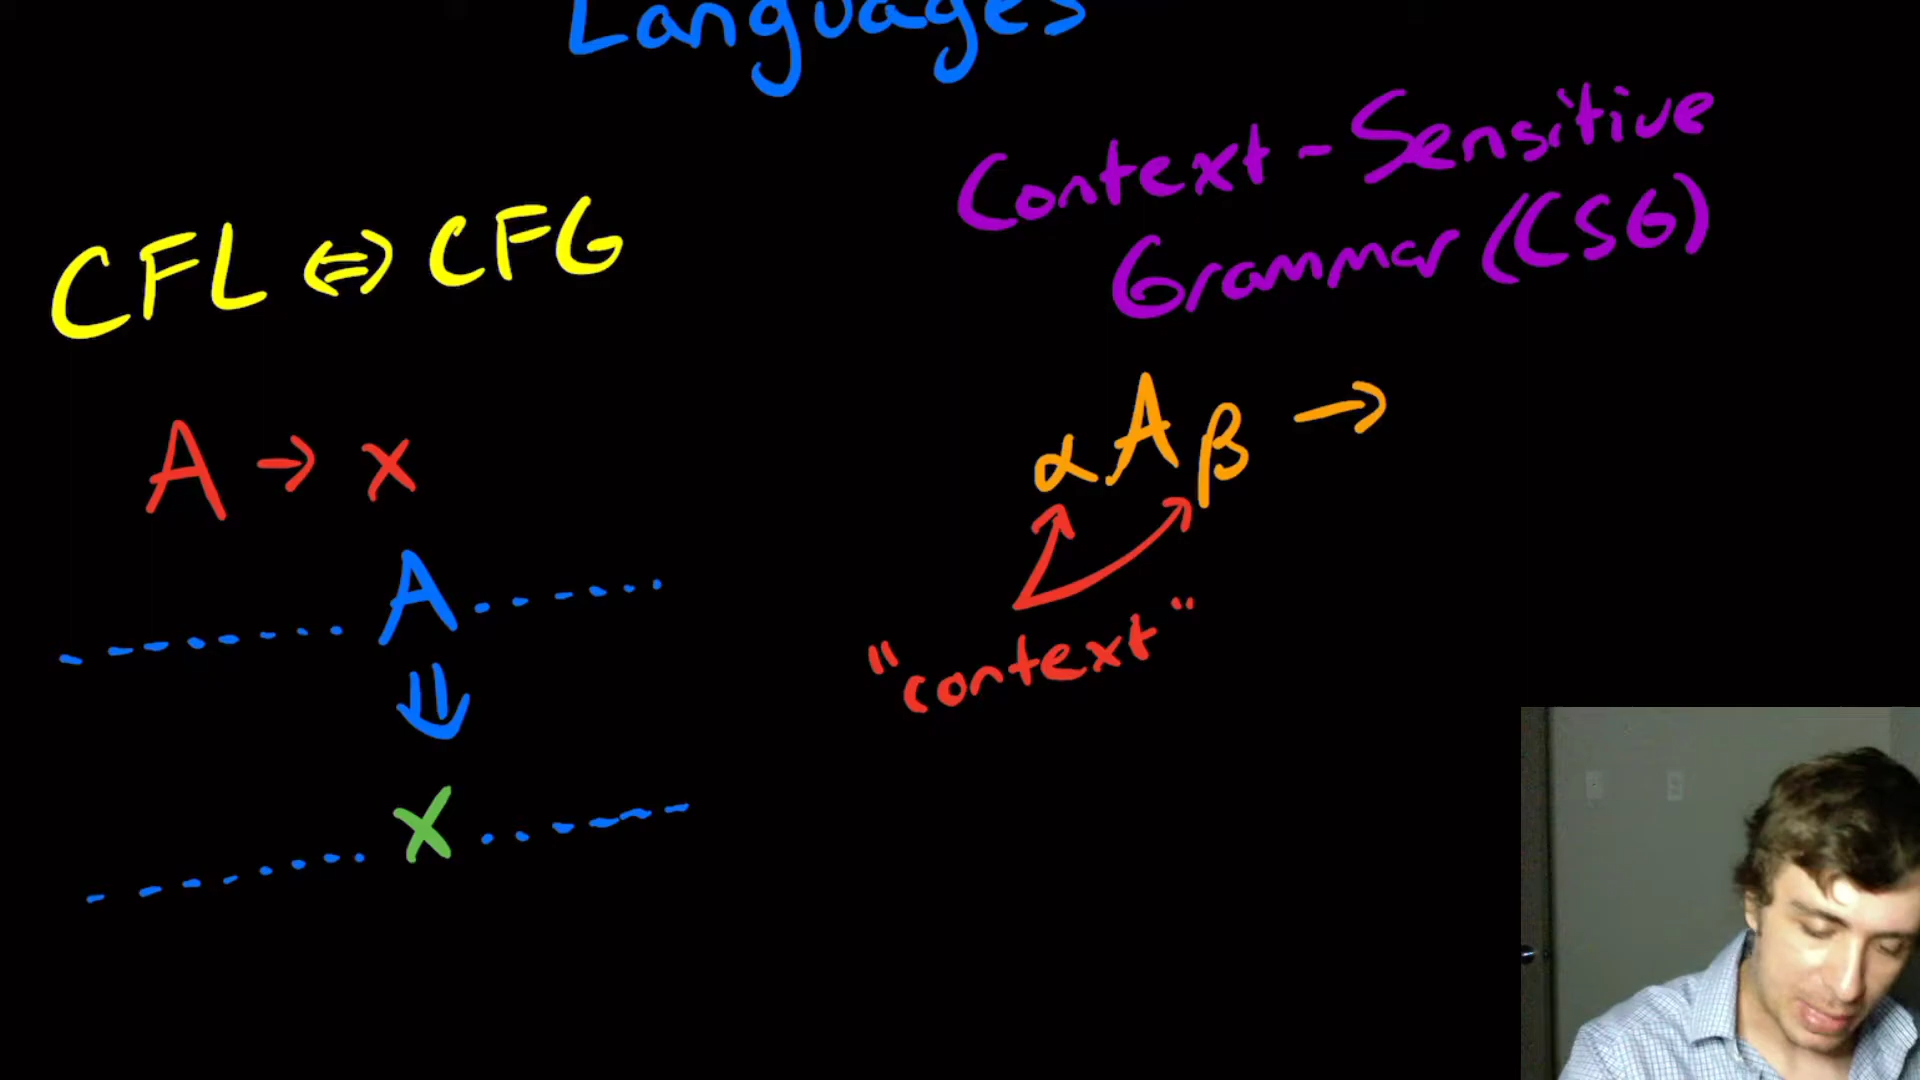 Languages
CFL ⇔ CFG
A → x
A
⇓
x
Context-Sensitive
Grammar (CSG)
αAβ →
"context"